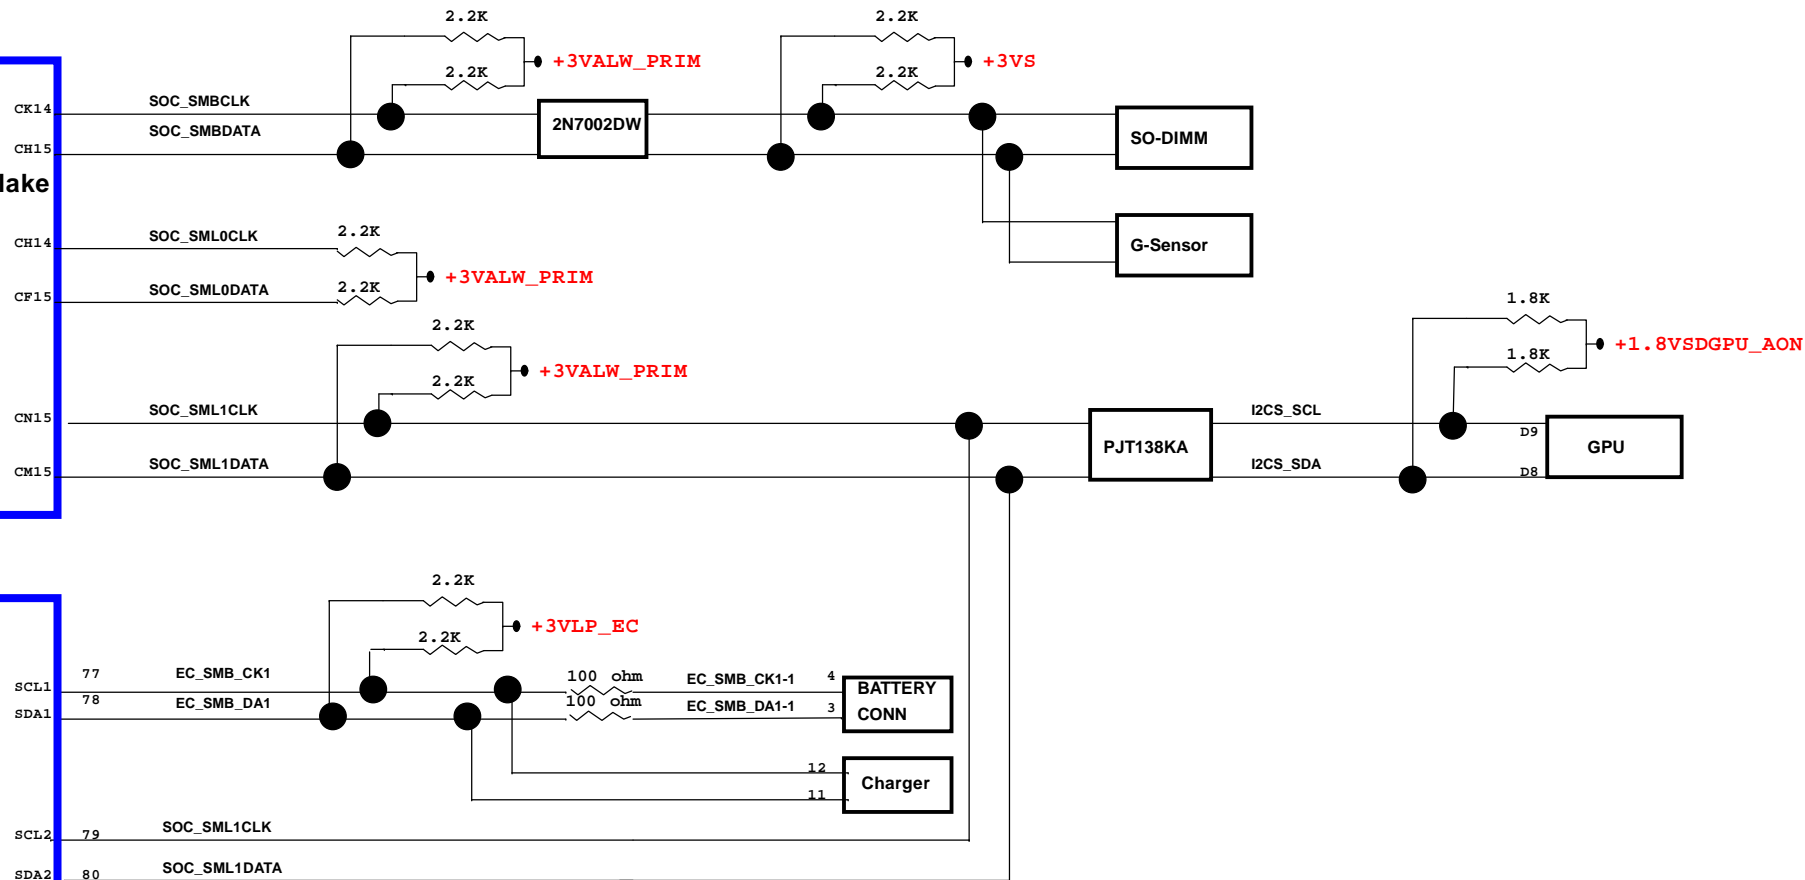 2.2K
2.2K
+3VALW_PRIM
2.2K
2.2K
+3VS
CK14
SOC_SMBCLK
2N7002DW
SO-DIMM
CH15
SOC_SMBDATA
lake
G-Sensor
CH14
SOC_SML0CLK
2.2K
+3VALW_PRIM
CF15
SOC_SML0DATA
2.2K
2.2K
2.2K
+3VALW_PRIM
1.8K
1.8K
+1.8VSDGPU_AON
CN15
SOC_SML1CLK
PJT138KA
I2CS_SCL
D9
GPU
CM15
SOC_SML1DATA
I2CS_SDA
D8
2.2K
2.2K
+3VLP_EC
SCL1
77
EC_SMB_CK1
100 ohm
EC_SMB_CK1-1
4
BATTERY
CONN
SDA1
78
EC_SMB_DA1
100 ohm
EC_SMB_DA1-1
3
12
Charger
11
SCL2
79
SOC_SML1CLK
SDA2
80
SOC_SML1DATA